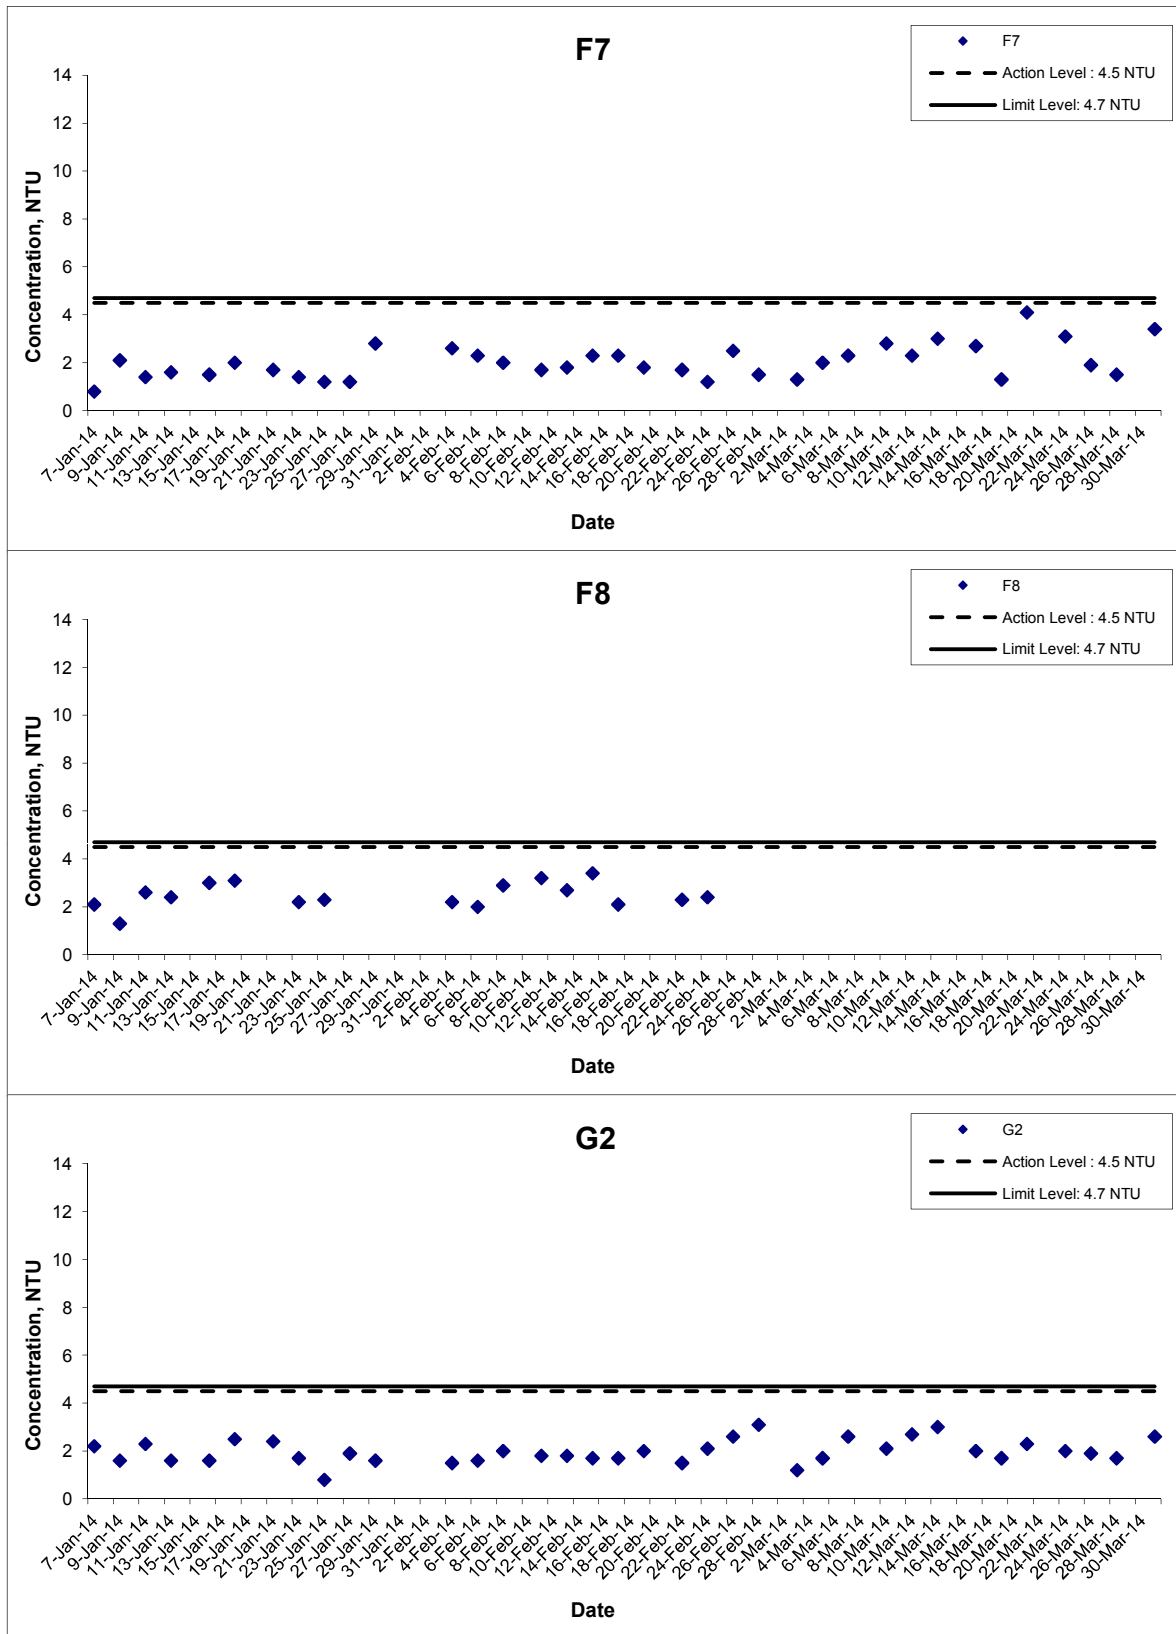 F7
F7
Action Level : 4.5 NTU
Limit Level: 4.7 NTU
Concentration, NTU
14
12
10
8
6
4
2
0
7-Jan-14
9-Jan-14
11-Jan-14
13-Jan-14
15-Jan-14
17-Jan-14
19-Jan-14
21-Jan-14
23-Jan-14
25-Jan-14
27-Jan-14
29-Jan-14
31-Jan-14
2-Feb-14
4-Feb-14
6-Feb-14
8-Feb-14
10-Feb-14
12-Feb-14
14-Feb-14
16-Feb-14
18-Feb-14
20-Feb-14
22-Feb-14
24-Feb-14
26-Feb-14
28-Feb-14
2-Mar-14
4-Mar-14
6-Mar-14
8-Mar-14
10-Mar-14
12-Mar-14
14-Mar-14
16-Mar-14
18-Mar-14
20-Mar-14
22-Mar-14
24-Mar-14
26-Mar-14
28-Mar-14
30-Mar-14
Date
F8
F8
Action Level : 4.5 NTU
Limit Level: 4.7 NTU
Concentration, NTU
14
12
10
8
6
4
2
0
7-Jan-14
9-Jan-14
11-Jan-14
13-Jan-14
15-Jan-14
17-Jan-14
19-Jan-14
21-Jan-14
23-Jan-14
25-Jan-14
27-Jan-14
29-Jan-14
31-Jan-14
2-Feb-14
4-Feb-14
6-Feb-14
8-Feb-14
10-Feb-14
12-Feb-14
14-Feb-14
16-Feb-14
18-Feb-14
20-Feb-14
22-Feb-14
24-Feb-14
26-Feb-14
28-Feb-14
2-Mar-14
4-Mar-14
6-Mar-14
8-Mar-14
10-Mar-14
12-Mar-14
14-Mar-14
16-Mar-14
18-Mar-14
20-Mar-14
22-Mar-14
24-Mar-14
26-Mar-14
28-Mar-14
30-Mar-14
Date
G2
G2
Action Level : 4.5 NTU
Limit Level: 4.7 NTU
Concentration, NTU
14
12
10
8
6
4
2
0
7-Jan-14
9-Jan-14
11-Jan-14
13-Jan-14
15-Jan-14
17-Jan-14
19-Jan-14
21-Jan-14
23-Jan-14
25-Jan-14
27-Jan-14
29-Jan-14
31-Jan-14
2-Feb-14
4-Feb-14
6-Feb-14
8-Feb-14
10-Feb-14
12-Feb-14
14-Feb-14
16-Feb-14
18-Feb-14
20-Feb-14
22-Feb-14
24-Feb-14
26-Feb-14
28-Feb-14
2-Mar-14
4-Mar-14
6-Mar-14
8-Mar-14
10-Mar-14
12-Mar-14
14-Mar-14
16-Mar-14
18-Mar-14
20-Mar-14
22-Mar-14
24-Mar-14
26-Mar-14
28-Mar-14
30-Mar-14
Date